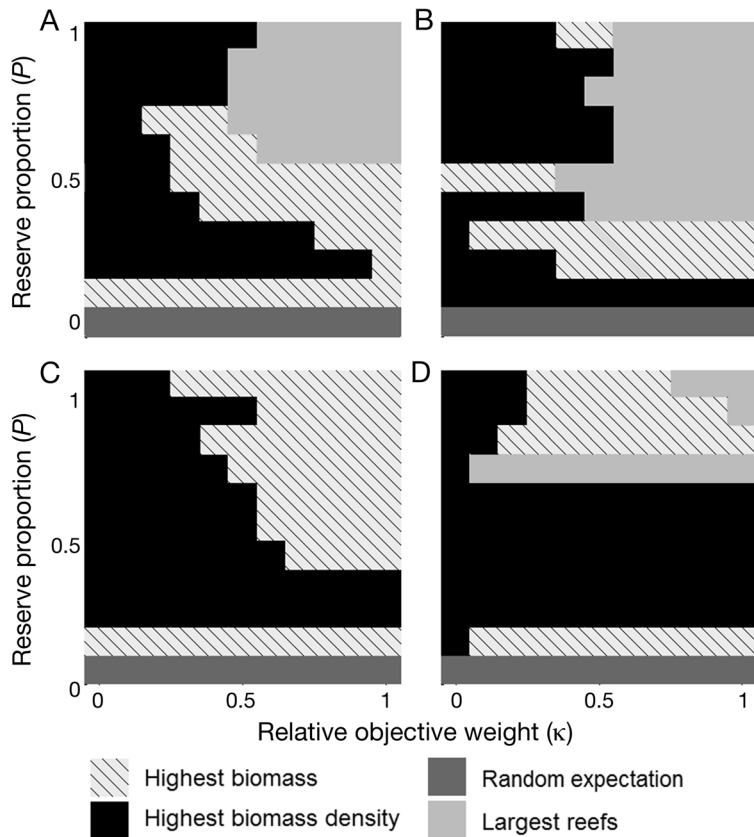 A
B
1
0.5
0
Reserve proportion (P)
C
D
1
0.5
0
Reserve proportion (P)
0
0.5
1
0
0.5
1
Relative objective weight (κ)
Highest biomass
Random expectation
Highest biomass density
Largest reefs